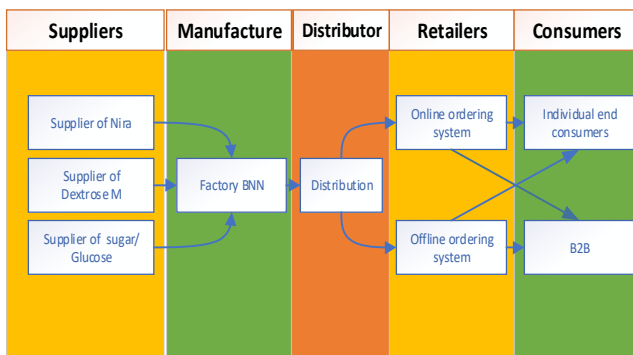 Suppliers
Manufacture
Distributor
Retailers
Consumers
Supplier of Nira
Supplier of
Dextrose M
Supplier of sugar/
Glucose
Factory BNN
Distribution
Online ordering
system
Offline ordering
system
Individual end
consumers
B2B